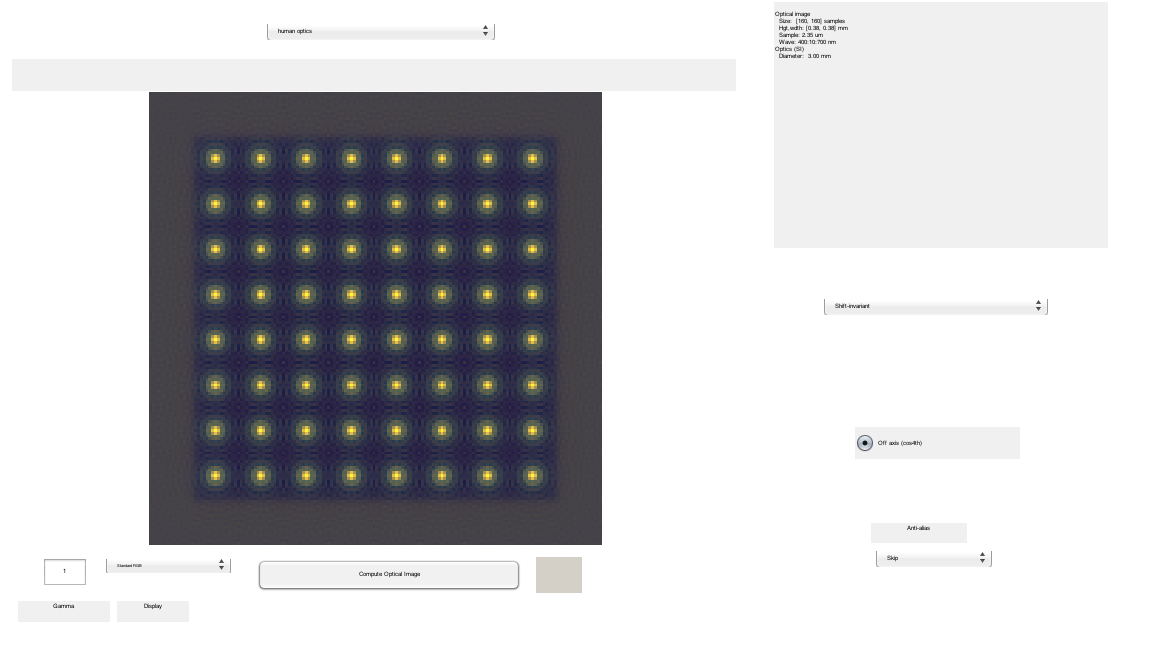 human optics
Optical image
Size: [160, 160] samples
Hgt,wdth: [0.38, 0.38] mm
Sample: 2.35 um
Wave: 400:10:700 nm
Optics (SI)
Diameter: 3.00 mm
Shift-invariant
Off axis (cos4th)
Anti-alias
Skip
1
Standard RGB
Compute Optical Image
Gamma
Display